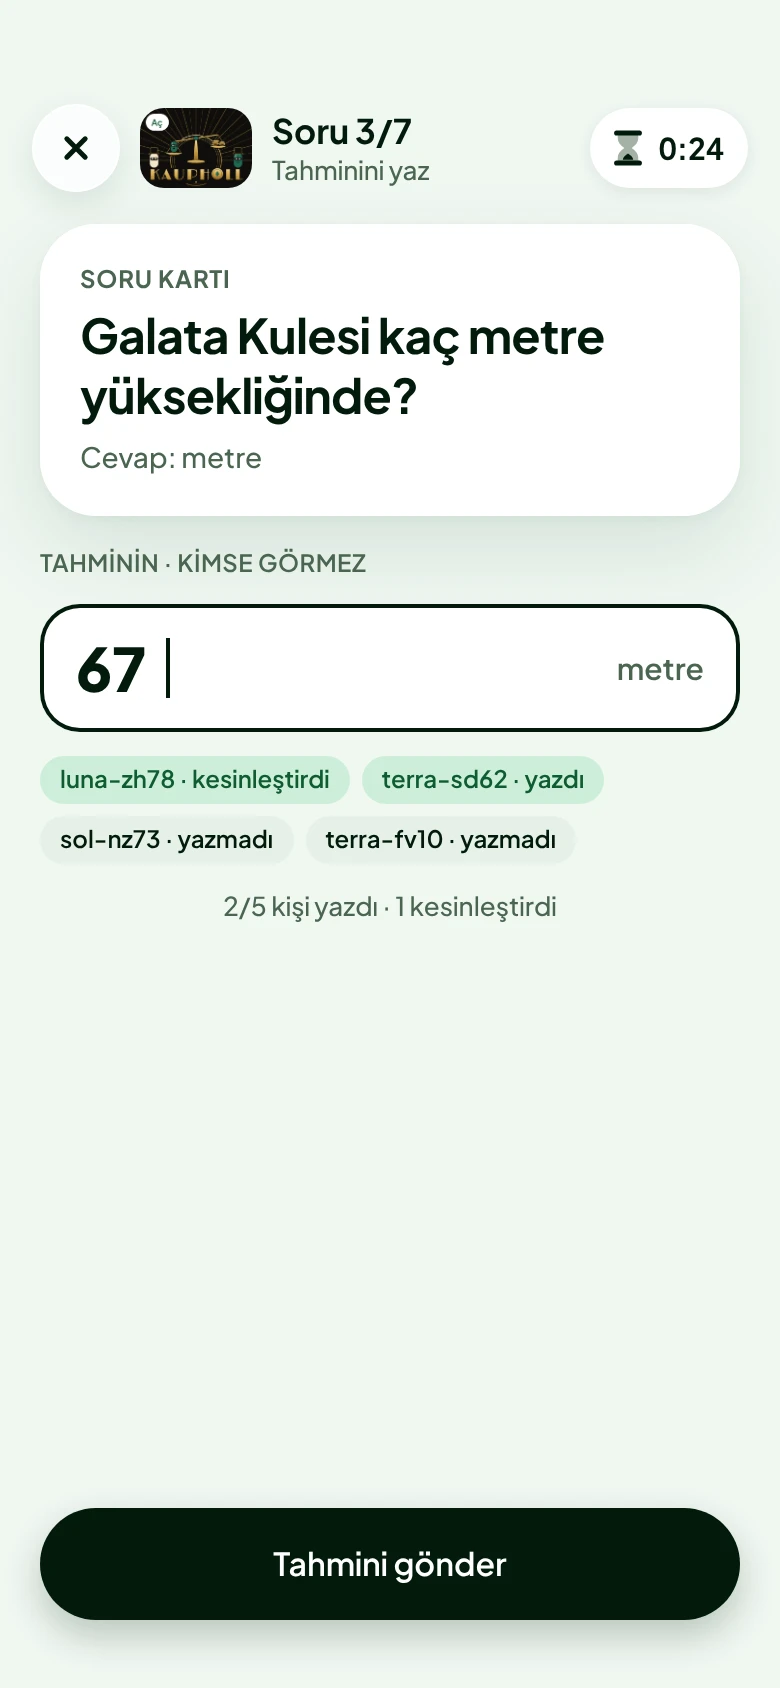 Aç
KAUPHOLL
Soru 3/7
Tahminini yaz
0:24
SORU KARTI
Galata Kulesi kaç metre
yüksekliğinde?
Cevap: metre
TAHMİNİN · KİMSE GÖRMEZ
67
metre
luna-zh78 · kesinleştirdi
terra-sd62 · yazdı
sol-nz73 · yazmadı
terra-fv10 · yazmadı
2/5 kişi yazdı · 1 kesinleştirdi
Tahmini gönder